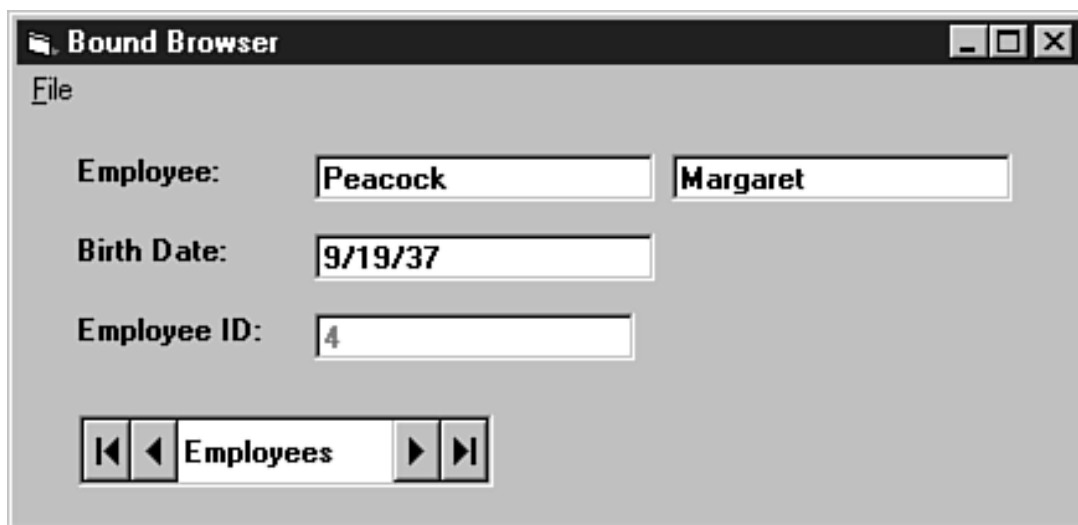 Bound Browser
File
Employee: Peacock Margaret
Birth Date: 9/19/37
Employee ID: 4
Employees